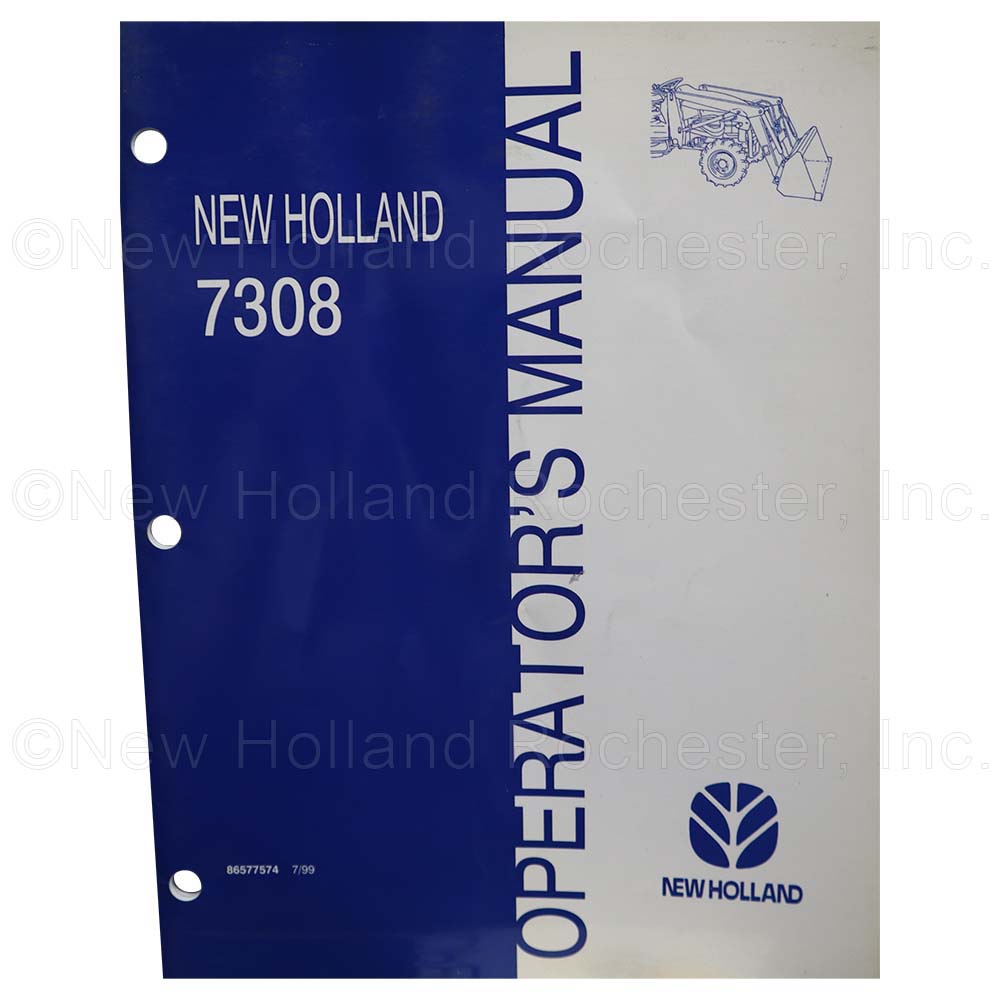 NEW HOLLAND
7308
OPERATOR'S MANUAL
©New Holland Rochester, Inc.
©New Holland Rochester, Inc.
©New Holland Rochester, Inc.
86577574 7/99
NEW HOLLAND